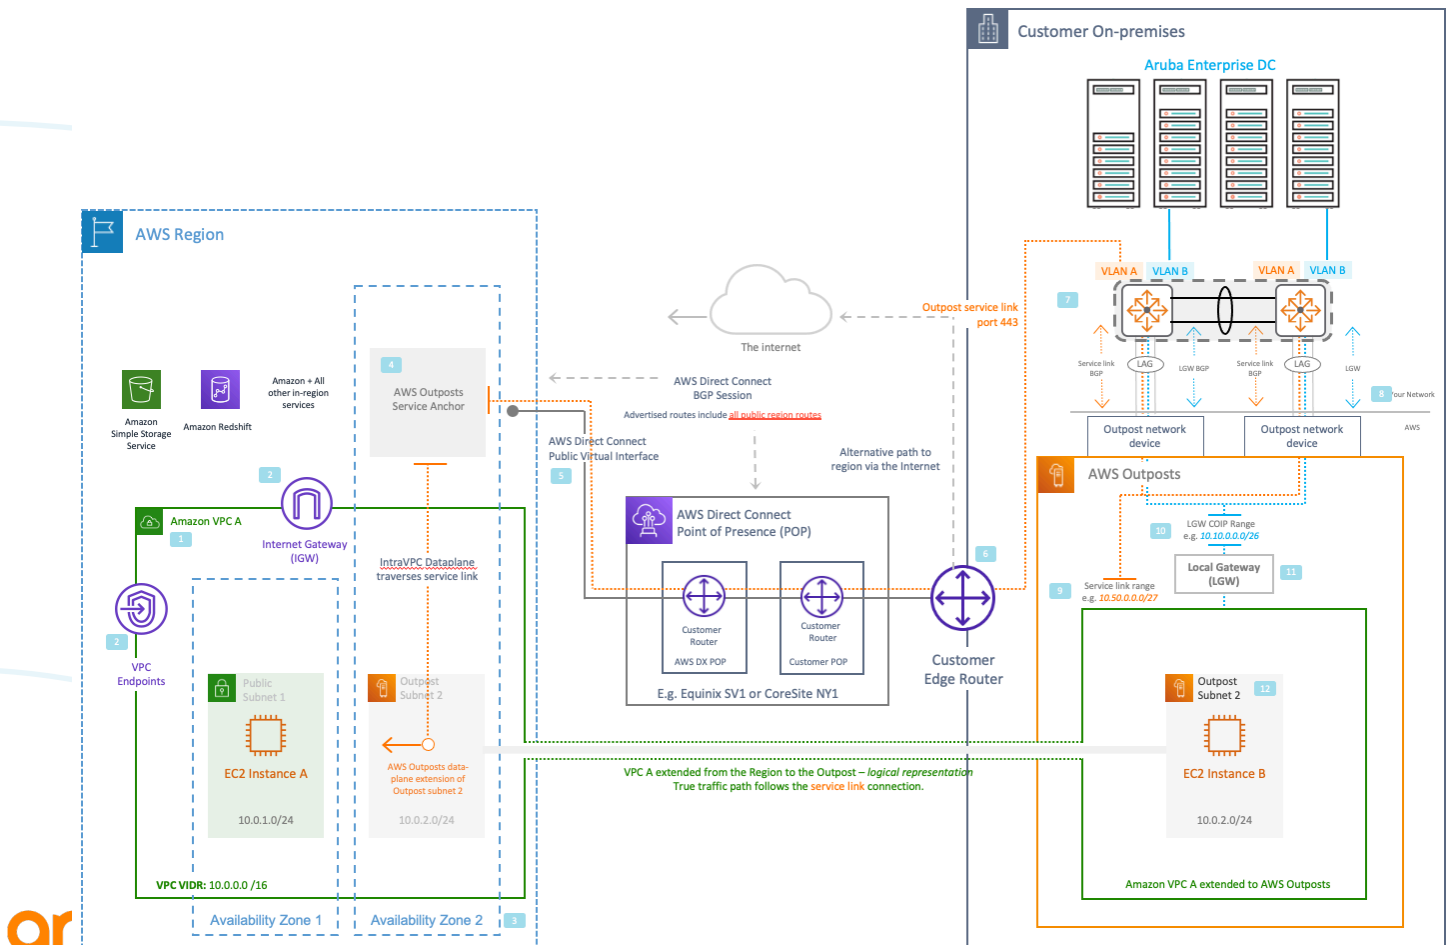 Customer On-premises
Aruba Enterprise DC
AWS Region
VLAN A
VLAN B
VLAN A
VLAN B
7
Outpost service link
port 443
The internet
Service link
BGP
LAG
LGW BGP
Service link
BGP
LAG
LGW
8
our Network
AWS
4
AWS Outposts
Service Anchor
AWS Direct Connect
BGP Session
Advertised routes include all public region routes
Amazon
Simple Storage
Service
Amazon Redshift
Amazon + All
other in-region
services
AWS Direct Connect
Public Virtual Interface
5
Alternative path to
region via the Internet
Outpost network
device
Outpost network
device
AWS Outposts
2
Internet Gateway
(IGW)
Amazon VPC A
1
AWS Direct Connect
Point of Presence (POP)
Customer
Router
AWS DX POP
Customer
Router
Customer POP
E.g. Equinix SV1 or CoreSite NY1
6
Customer
Edge Router
10
LGW COIP Range
e.g. 10.10.0.0.0/26
Local Gateway
(LGW)
11
9
Service link range
e.g. 10.50.0.0.0/27
IntraVPC Dataplane
traverses service link
2
VPC
Endpoints
Public
Subnet 1
EC2 Instance A
10.0.1.0/24
Outpost
Subnet 2
AWS Outposts data-
plane extension of
Outpost subnet 2
10.0.2.0/24
VPC A extended from the Region to the Outpost – logical representation
True traffic path follows the service link connection.
Outpost
Subnet 2
12
EC2 Instance B
10.0.2.0/24
VPC VIDR: 10.0.0.0 /16
Amazon VPC A extended to AWS Outposts
Availability Zone 1
Availability Zone 2
3
ar